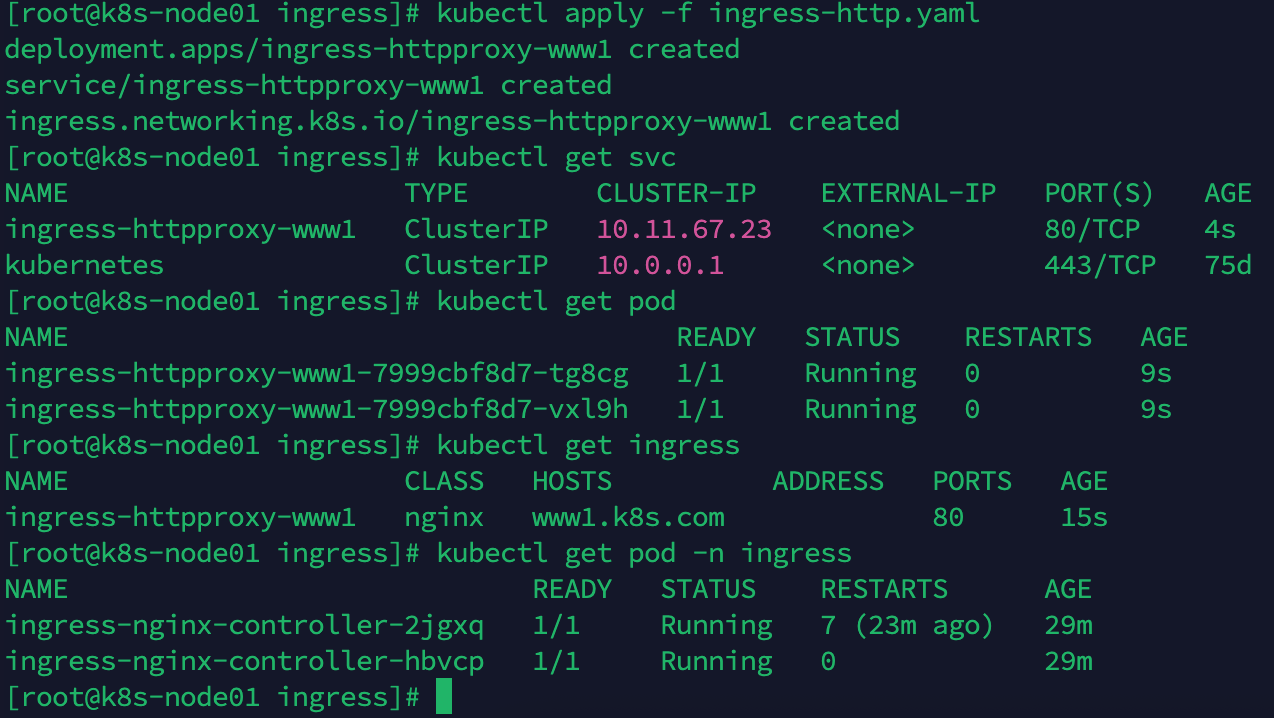 [root@k8s-node01 ingress]# kubectl apply -f ingress-http.yaml
deployment.apps/ingress-httpproxy-www1 created
service/ingress-httpproxy-www1 created
ingress.networking.k8s.io/ingress-httpproxy-www1 created
[root@k8s-node01 ingress]# kubectl get svc
NAME TYPE CLUSTER-IP EXTERNAL-IP PORT(S) AGE
ingress-httpproxy-www1 ClusterIP 10.11.67.23 <none> 80/TCP 4s
kubernetes ClusterIP 10.0.0.1 <none> 443/TCP 75d
[root@k8s-node01 ingress]# kubectl get pod
NAME READY STATUS RESTARTS AGE
ingress-httpproxy-www1-7999cbf8d7-tg8cg 1/1 Running 0 9s
ingress-httpproxy-www1-7999cbf8d7-vxl9h 1/1 Running 0 9s
[root@k8s-node01 ingress]# kubectl get ingress
NAME CLASS HOSTS ADDRESS PORTS AGE
ingress-httpproxy-www1 nginx www1.k8s.com 80 15s
[root@k8s-node01 ingress]# kubectl get pod -n ingress
NAME READY STATUS RESTARTS AGE
ingress-nginx-controller-2jgxq 1/1 Running 7 (23m ago) 29m
ingress-nginx-controller-hbvcp 1/1 Running 0 29m
[root@k8s-node01 ingress]#